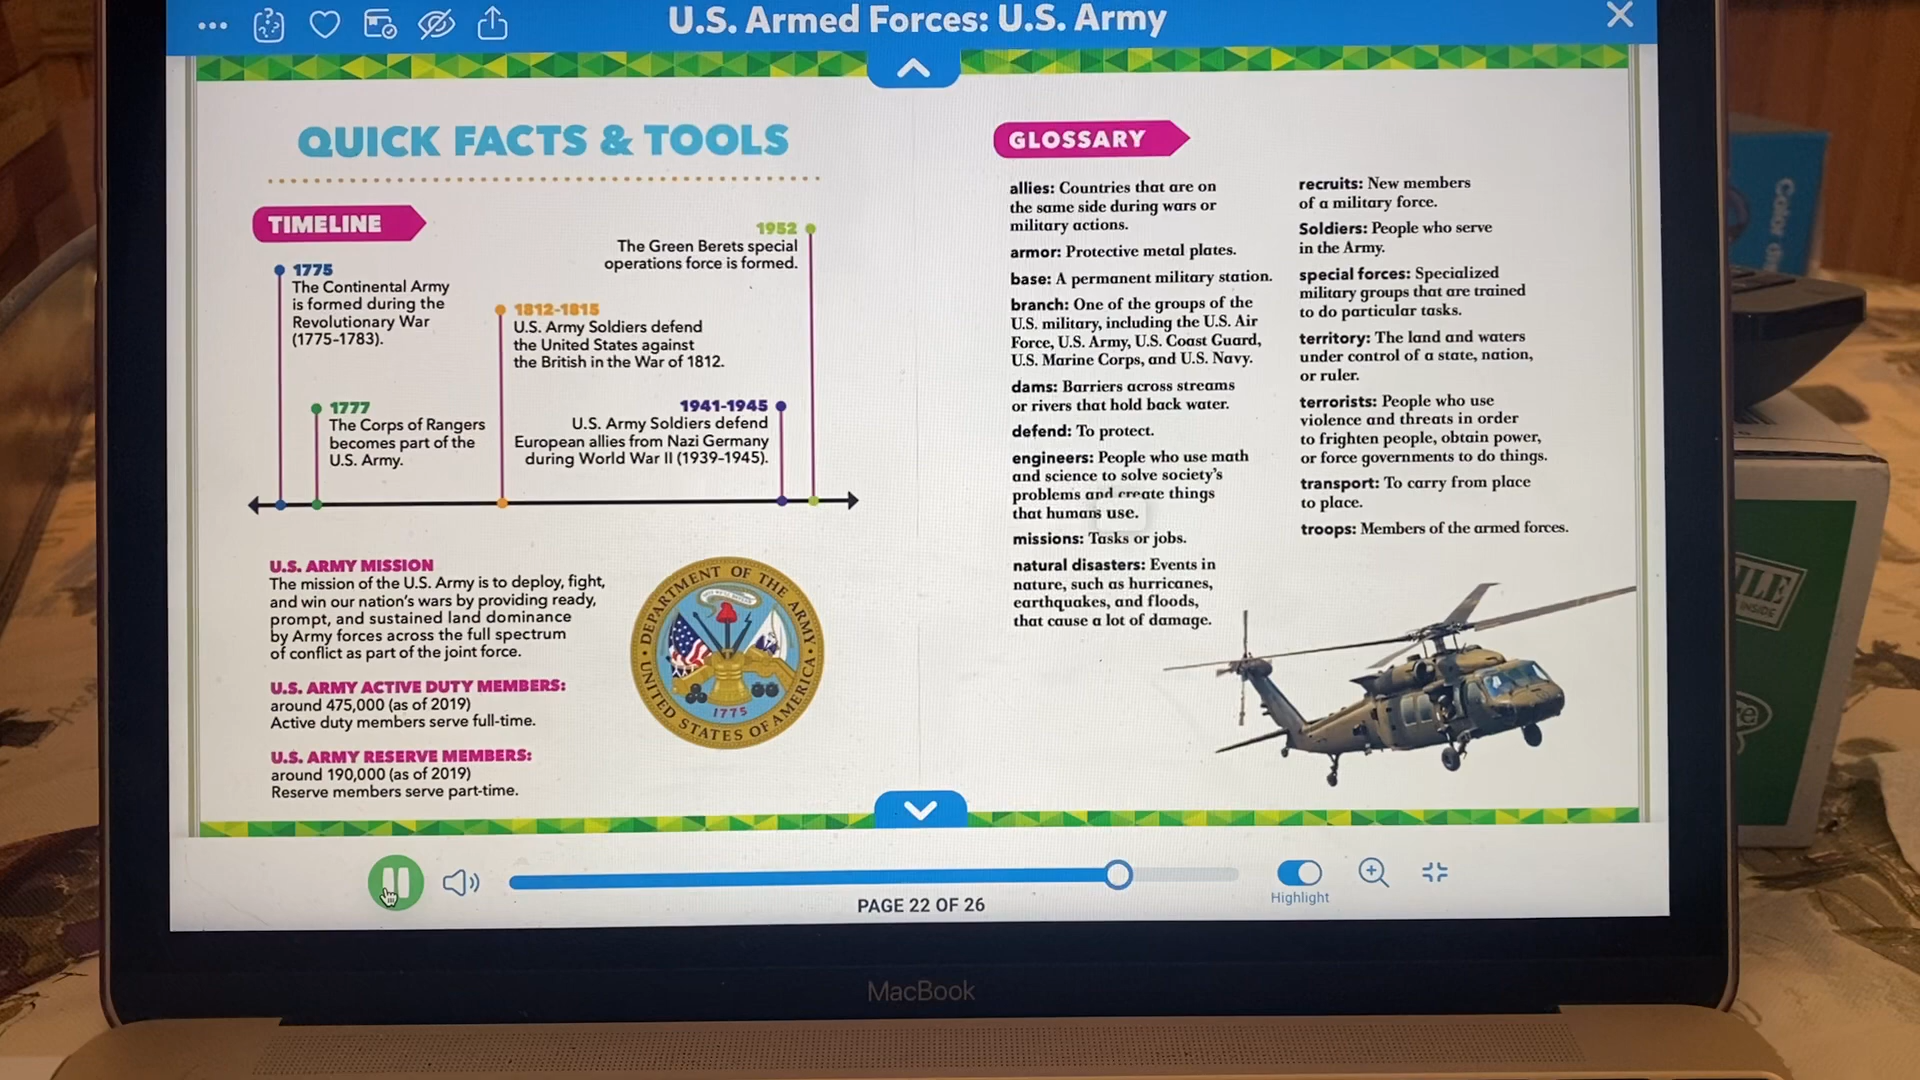 U.S. Armed Forces: U.S. Army
QUICK FACTS & TOOLS
TIMELINE
1775
The Continental Army
is formed during the
Revolutionary War
(1775-1783).
1777
The Corps of Rangers
becomes part of the
U.S. Army.
1812-1815
U.S. Army Soldiers defend
the United States against
the British in the War of 1812.
1941-1945
U.S. Army Soldiers defend
European allies from Nazi Germany
during World War II (1939-1945).
1952
The Green Berets special
operations force is formed.
U.S. ARMY MISSION
The mission of the U.S. Army is to deploy, fight,
and win our nation's wars by providing ready,
prompt, and sustained land dominance
by Army forces across the full spectrum
of conflict as part of the joint force.
U.S. ARMY ACTIVE DUTY MEMBERS:
around 475,000 (as of 2019)
Active duty members serve full-time.
U.S. ARMY RESERVE MEMBERS:
around 190,000 (as of 2019)
Reserve members serve part-time.
DEPARTMENT OF THE ARMY
UNITED STATES OF AMERICA
1775
GLOSSARY
allies: Countries that are on
the same side during wars or
military actions.
armor: Protective metal plates.
base: A permanent military station.
branch: One of the groups of the
U.S. military, including the U.S. Air
Force, U.S. Army, U.S. Coast Guard,
U.S. Marine Corps, and U.S. Navy.
dams: Barriers across streams
or rivers that hold back water.
defend: To protect.
engineers: People who use math
and science to solve society's
problems and create things
that humans use.
missions: Tasks or jobs.
natural disasters: Events in
nature, such as hurricanes,
earthquakes, and floods,
that cause a lot of damage.
recruits: New members
of a military force.
Soldiers: People who serve
in the Army.
special forces: Specialized
military groups that are trained
to do particular tasks.
territory: The land and waters
under control of a state, nation,
or ruler.
terrorists: People who use
violence and threats in order
to frighten people, obtain power,
or force governments to do things.
transport: To carry from place
to place.
troops: Members of the armed forces.
PAGE 22 OF 26
Highlight
MacBook
INSIDE